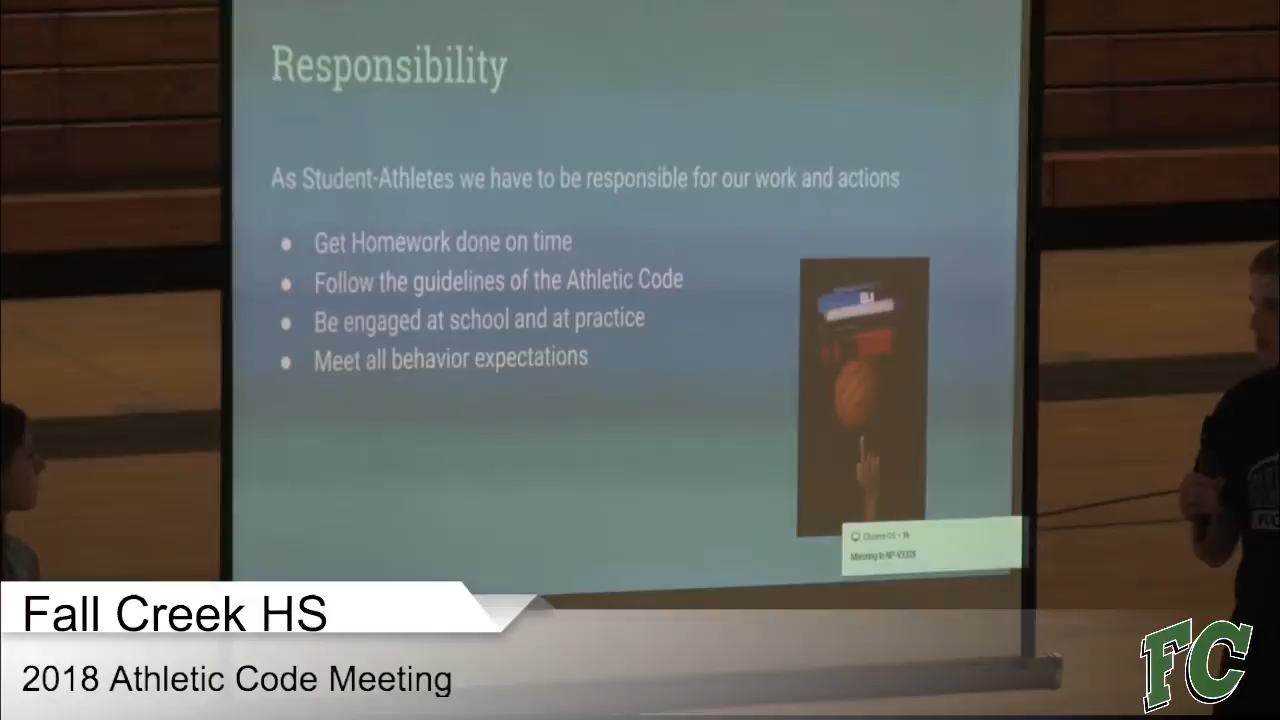 Responsibility
As Student-Athletes we have to be responsible for our work and actions
● Get Homework done on time
● Follow the guidelines of the Athletic Code
● Be engaged at school and at practice
● Meet all behavior expectations
Mirroring to
Fall Creek HS
2018 Athletic Code Meeting
FC